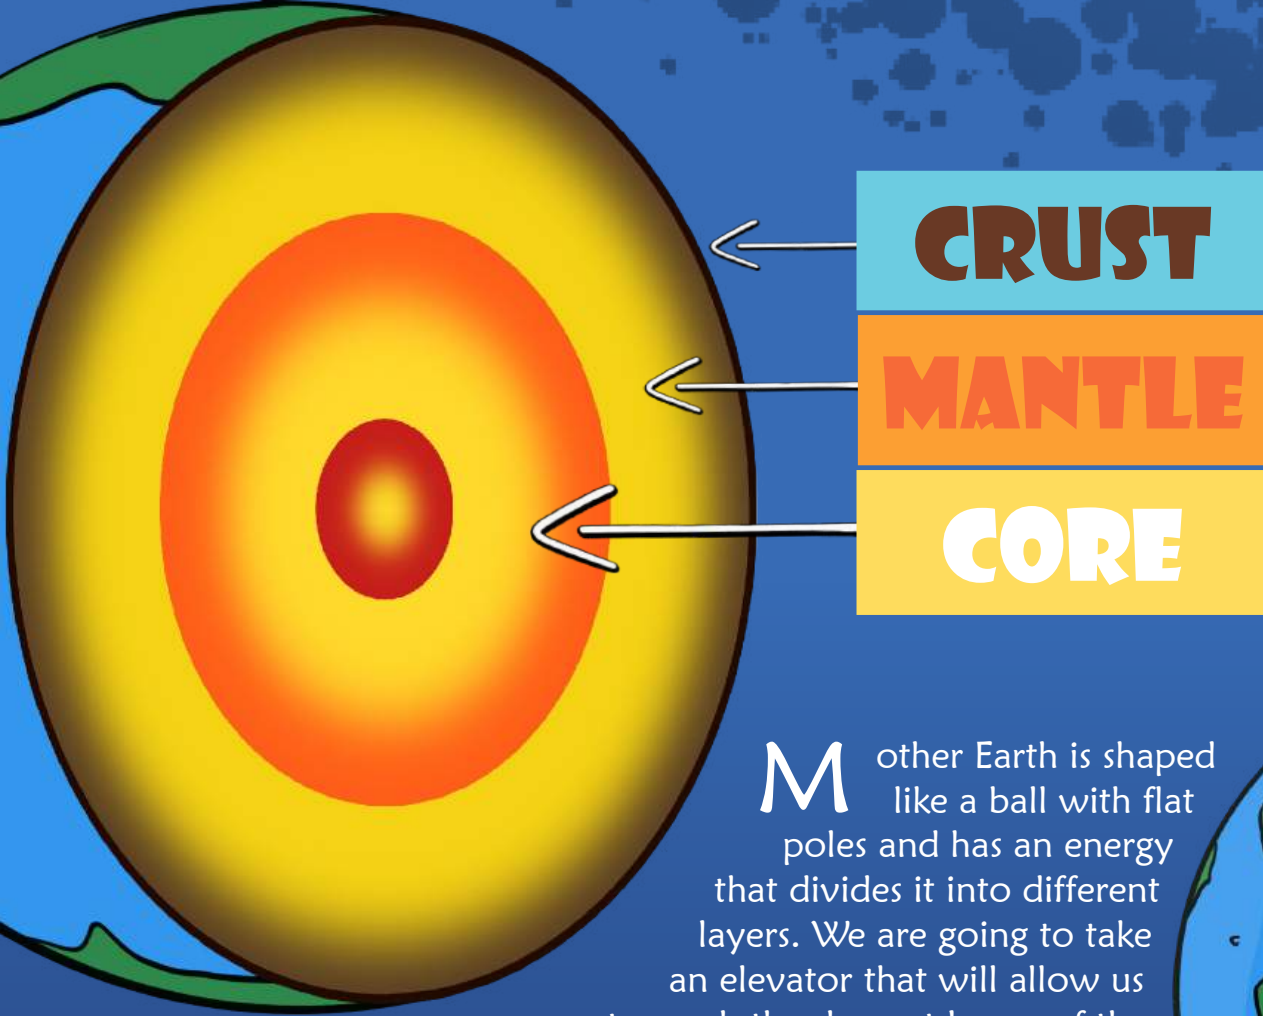 CRUST
MANTLE
CORE
Mother Earth is shaped
like a ball with flat
poles and has an energy
that divides it into different
layers. We are going to take
an elevator that will allow us